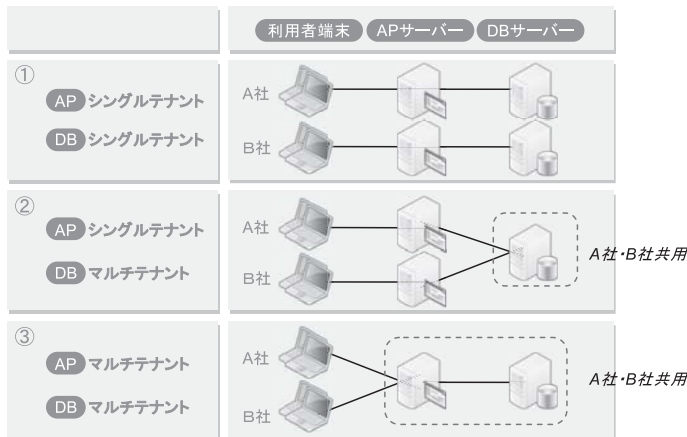 利用者端末 APサーバー DBサーバー
①
AP シングルテナント
DB シングルテナント
A社
B社
②
AP シングルテナント
DB マルチテナント
A社
B社
A社・B社共用
③
AP マルチテナント
DB マルチテナント
A社
B社
A社・B社共用